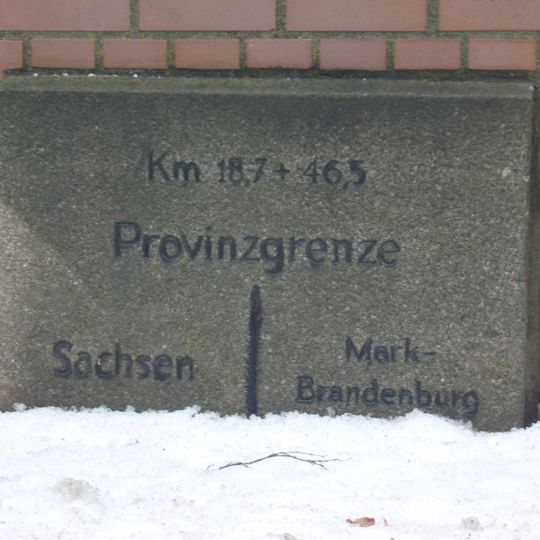 Km 18,7 + 46,5
Provinzgrenze
Sachsen
Mark-
Brandenburg